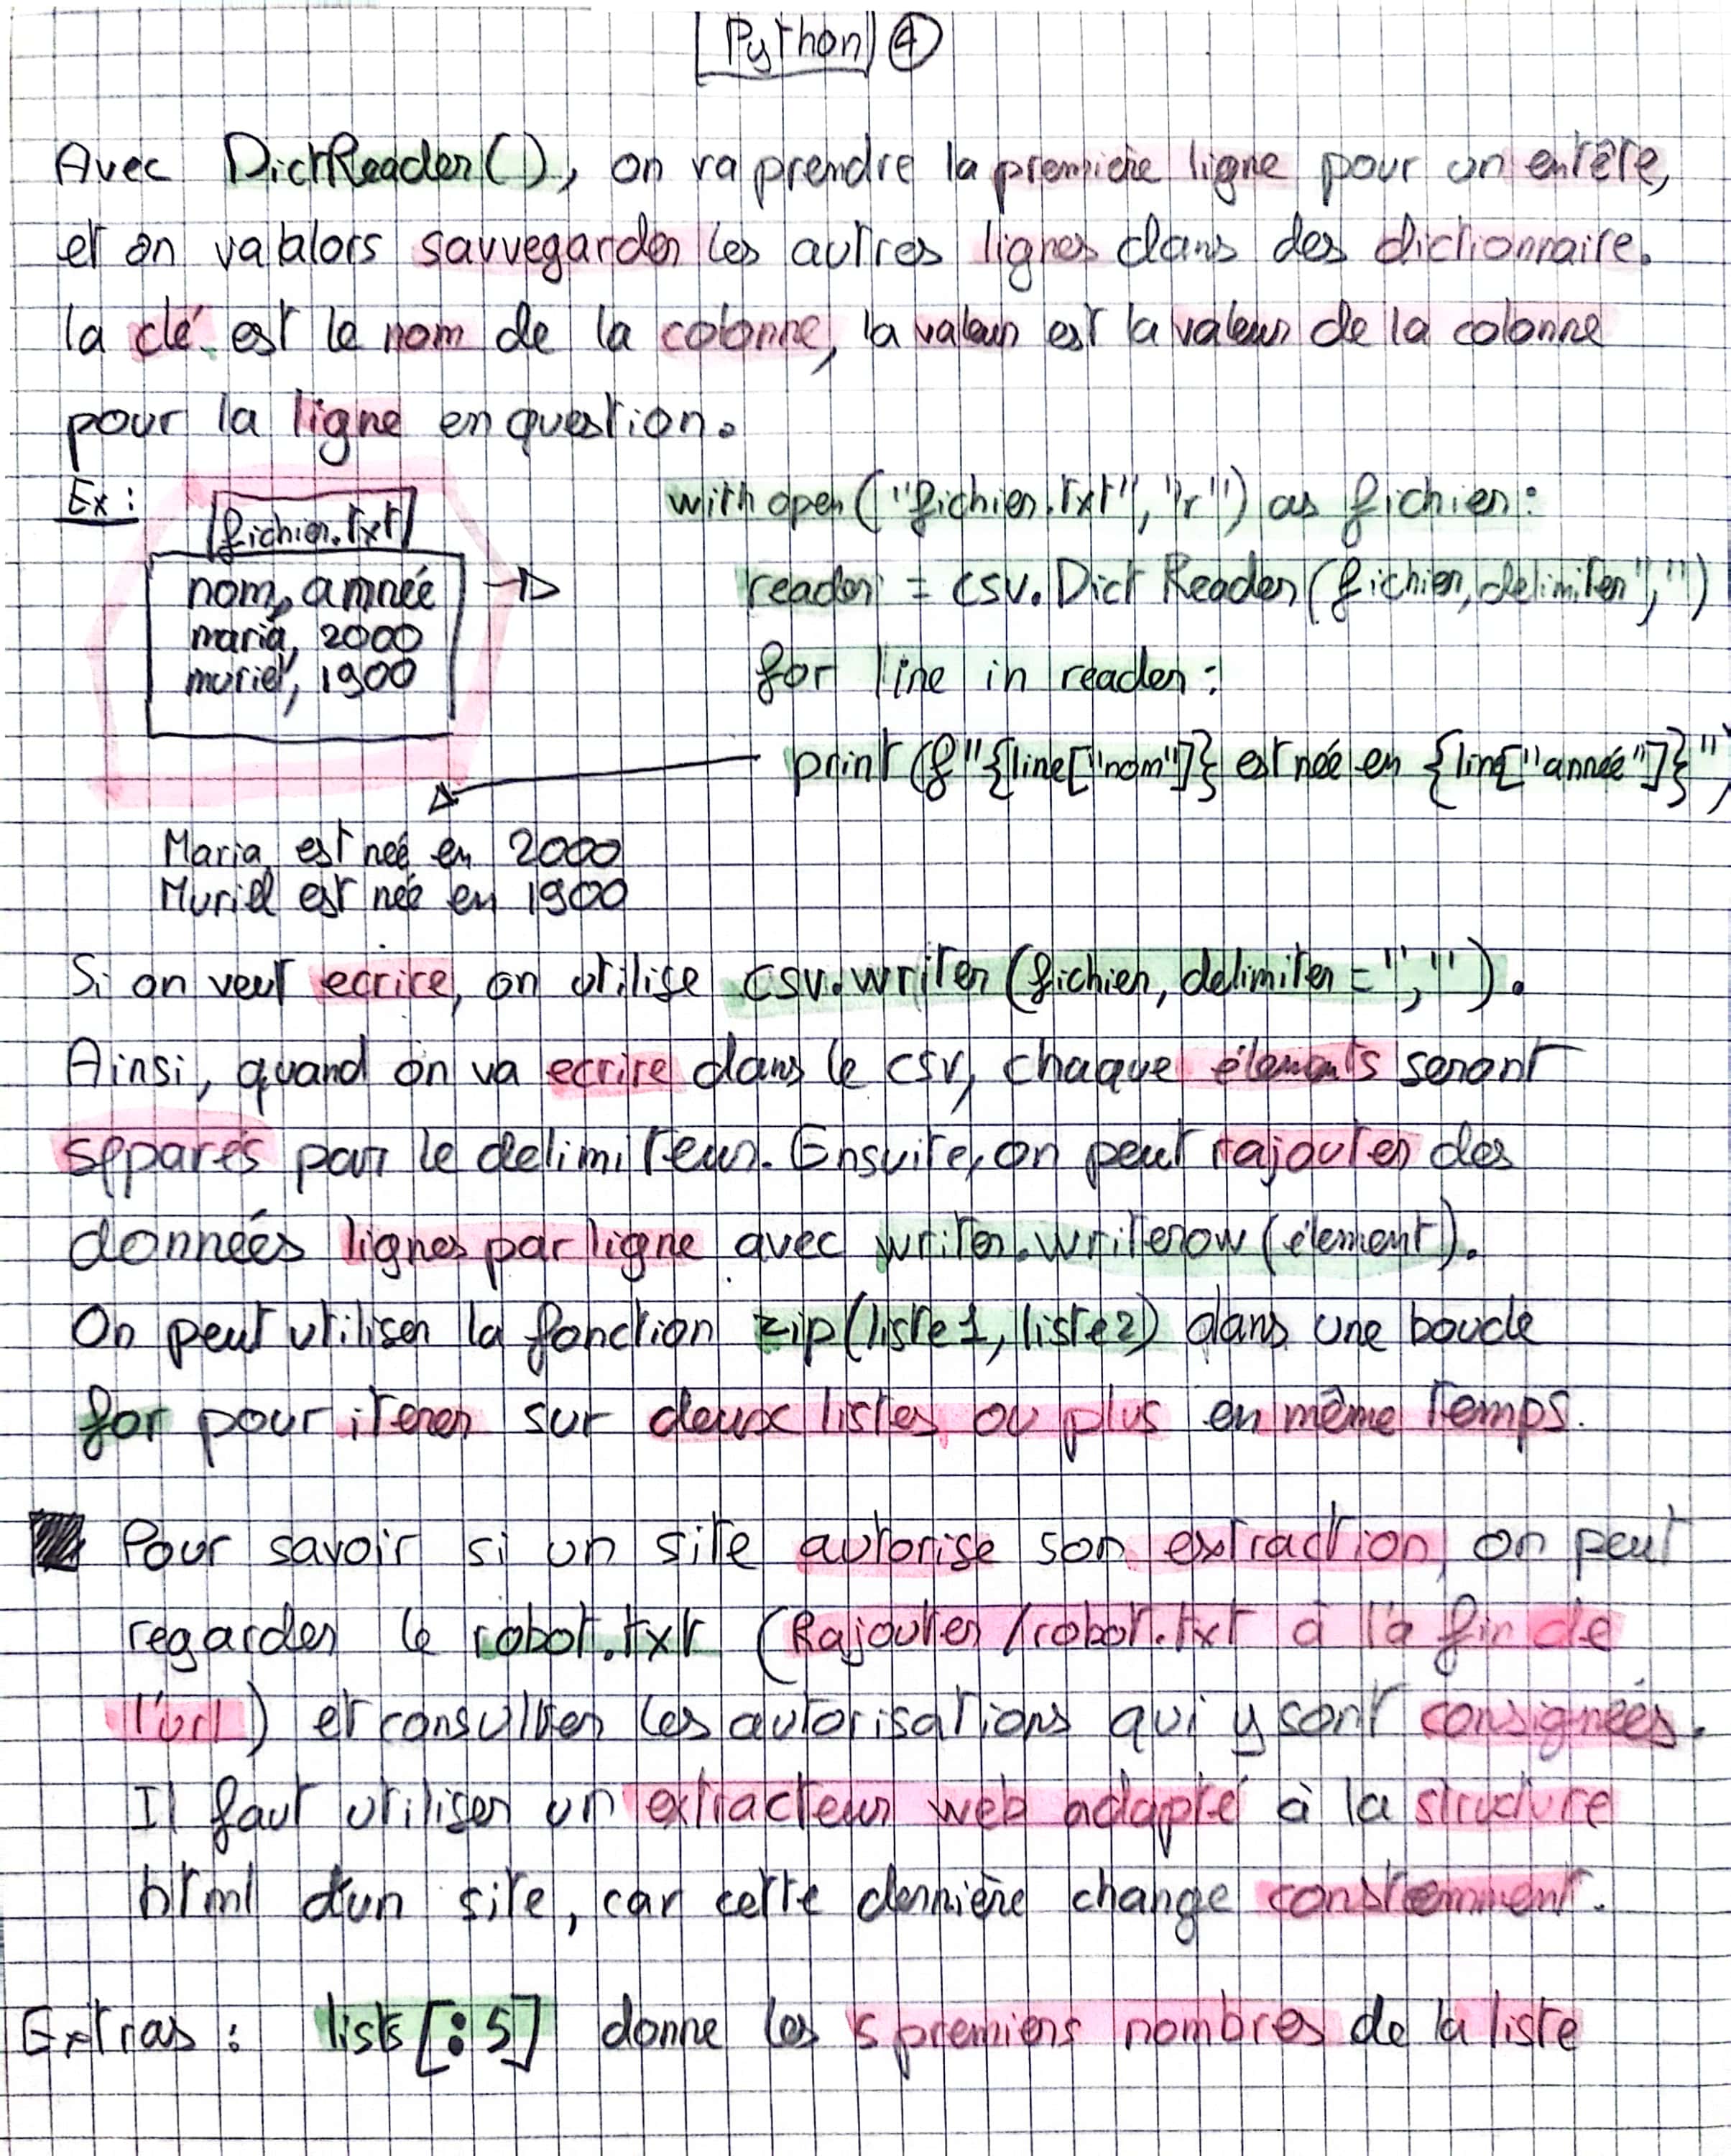 Python ④
Avec DictReader(), on va prendre la première ligne pour un entête,
et on va alors sauvegarder les autres lignes dans des dictionnaire.
la clé est le nom de la colonne, la valeur est la valeur de la colonne
pour la ligne en question.
Ex :
fichier.txt
nom, année
maria, 2000
muriel, 1900
with open ("fichier.txt", "r") as fichier :
reader = csv.DictReader(fichier, delimiter",")
for line in reader :
print (f"{line["nom"]} est née en {line["année"]}")
Maria est née en 2000
Muriel est née en 1900
Si on veut ecrire, on utilise csv.writer (fichier, delimiter = ",").
Ainsi, quand on va ecrire dans le csv, chaque élements seront
séparés par le delimiteur. Ensuite, on peut rajouter des
données lignes par ligne avec writer.writerow (élement).
On peut utiliser la fonction zip(liste1, liste2) dans une boucle
for pour iterer sur deux listes ou plus en même temps.
Pour savoir si un site autorise son extraction, on peut
regarder le robot.txt (Rajouter /robot.txt à la fin de
l'url) et consulter les autorisations qui y sont consignées.
Il faut utiliser un extracteur web adapté à la structure
html d'un site, car cette dernière change constemment.
Extras : liste [:5] donne les 5 premiers nombres de la liste